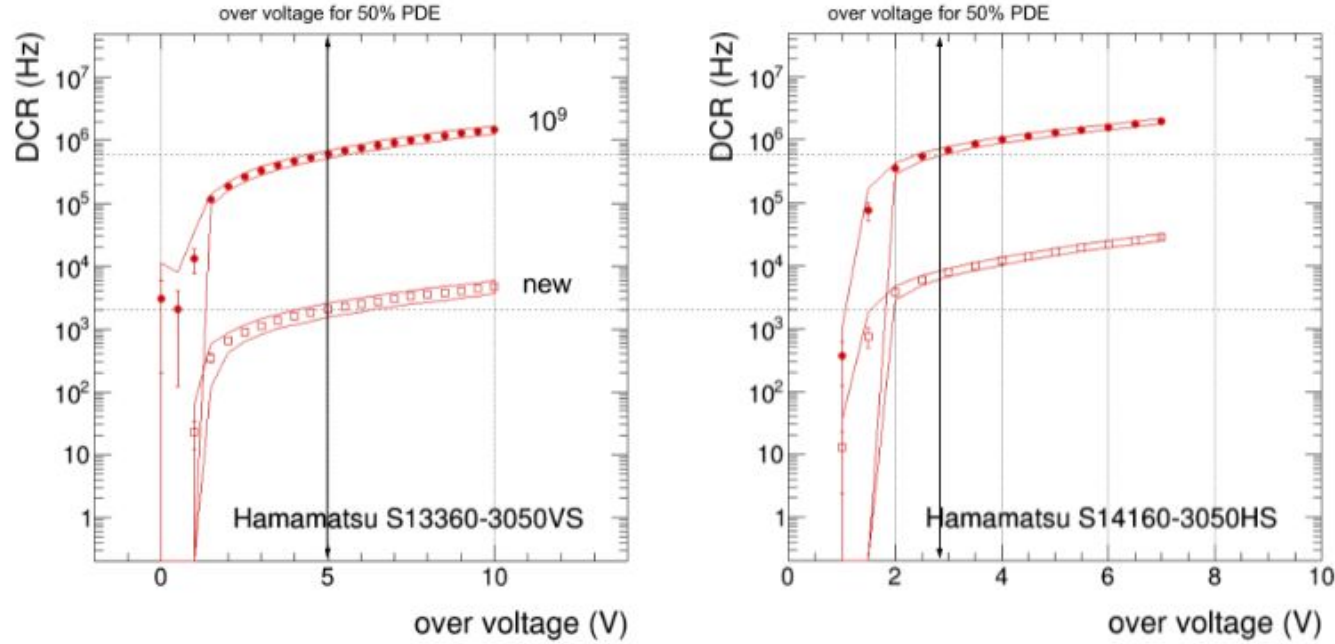 over voltage for 50% PDE
DCR (Hz)
10⁷
10⁶
10⁵
10⁴
10³
10²
10
1
10⁹
new
Hamamatsu S13360-3050VS
0
5
10
over voltage (V)
over voltage for 50% PDE
DCR (Hz)
10⁷
10⁶
10⁵
10⁴
10³
10²
10
1
Hamamatsu S14160-3050HS
0
2
4
6
8
10
over voltage (V)